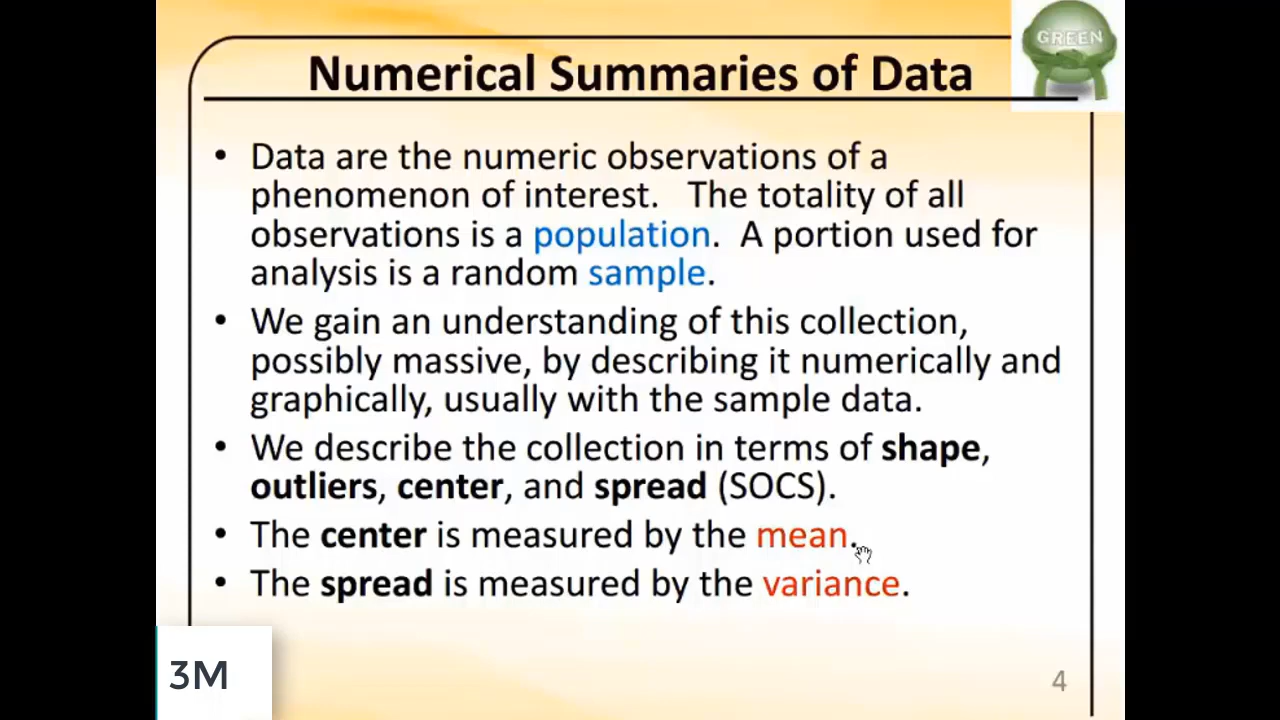 GREEN
Numerical Summaries of Data
• Data are the numeric observations of a
phenomenon of interest. The totality of all
observations is a population. A portion used for
analysis is a random sample.
• We gain an understanding of this collection,
possibly massive, by describing it numerically and
graphically, usually with the sample data.
• We describe the collection in terms of shape,
outliers, center, and spread (SOCS).
• The center is measured by the mean.
• The spread is measured by the variance.
3M
4